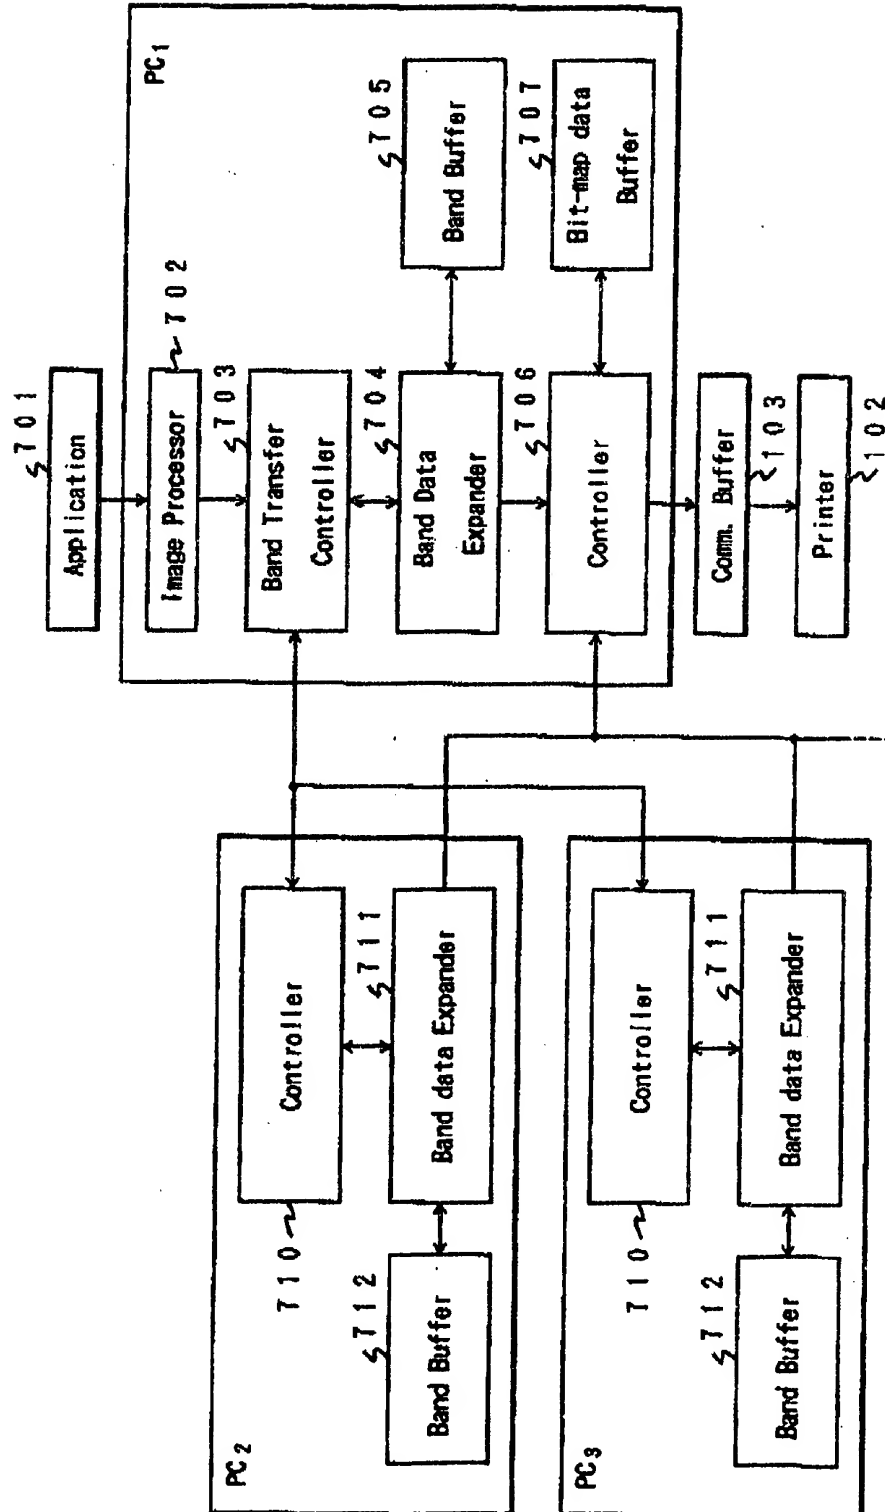 701
Application
PC1
Image Processor
702
703
Band Transfer
Controller
704
Band Data
Expander
705
Band Buffer
706
Controller
707
Bit-map data
Buffer
Comm. Buffer
103
Printer
102
PC2
710
Controller
711
Band data Expander
712
Band Buffer
PC3
710
Controller
711
Band data Expander
712
Band Buffer